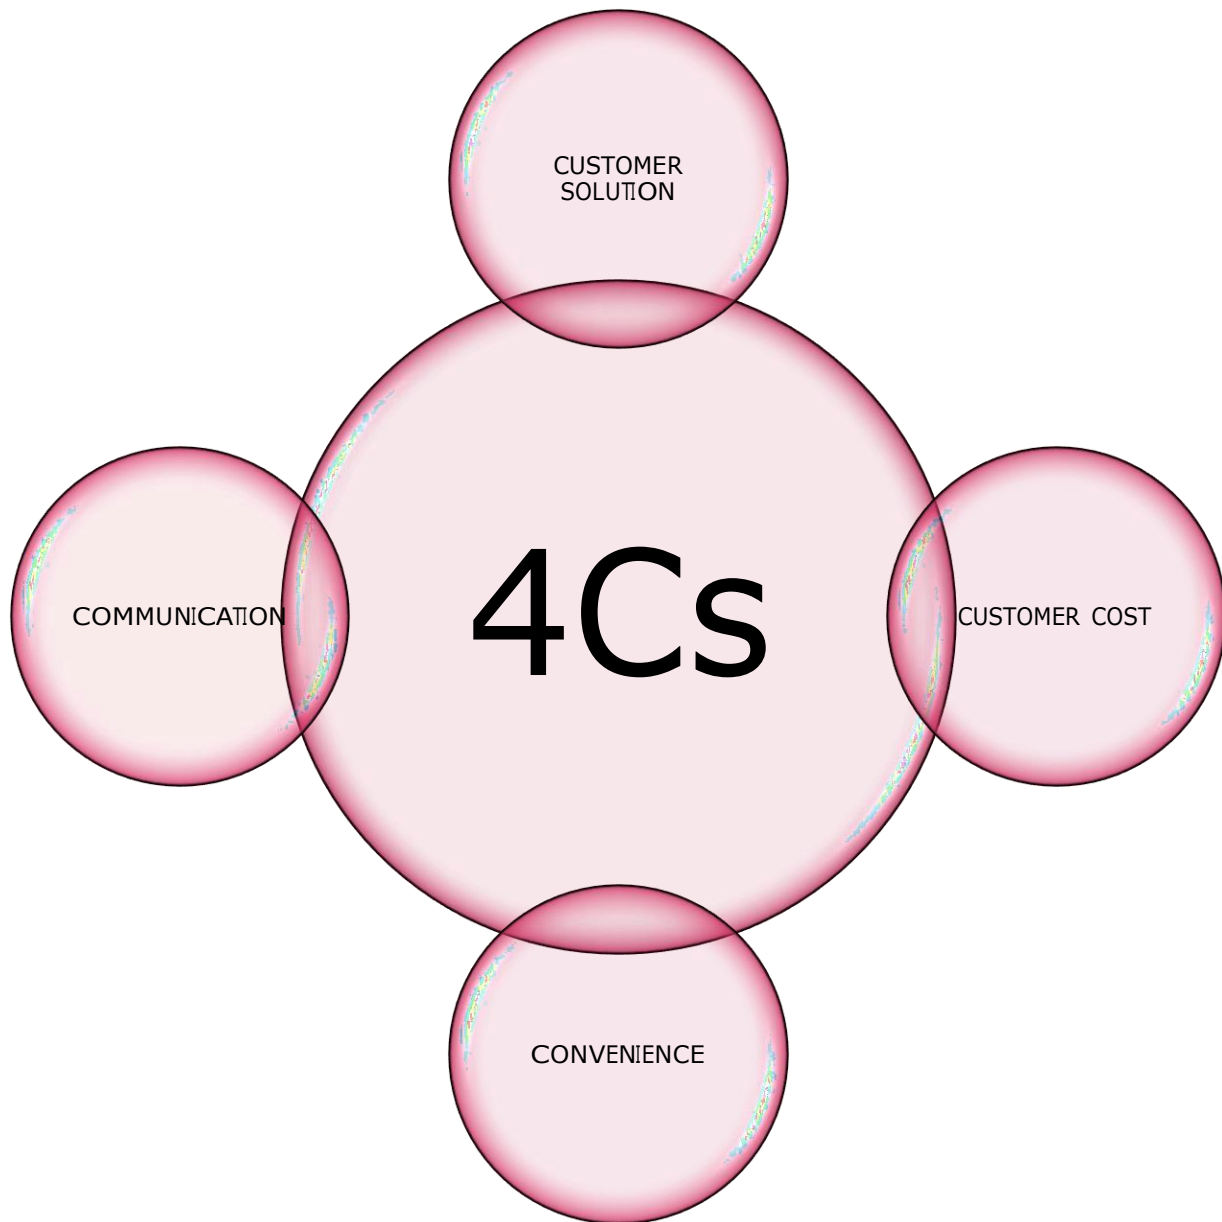 CUSTOMER
SOLUTION
COMMUNICATION
4Cs
CUSTOMER COST
CONVENIENCE